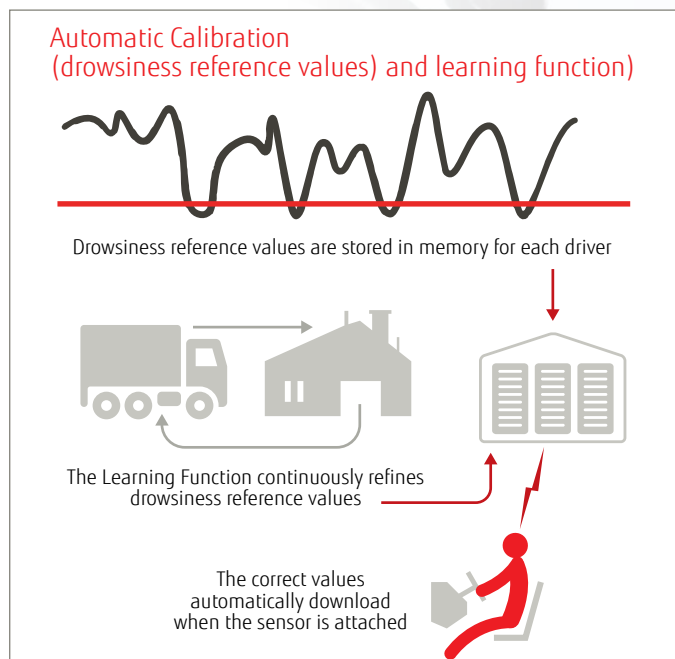 Automatic Calibration
(drowsiness reference values) and learning function)
Drowsiness reference values are stored in memory for each driver
The Learning Function continuously refines
drowsiness reference values
The correct values
automatically download
when the sensor is attached